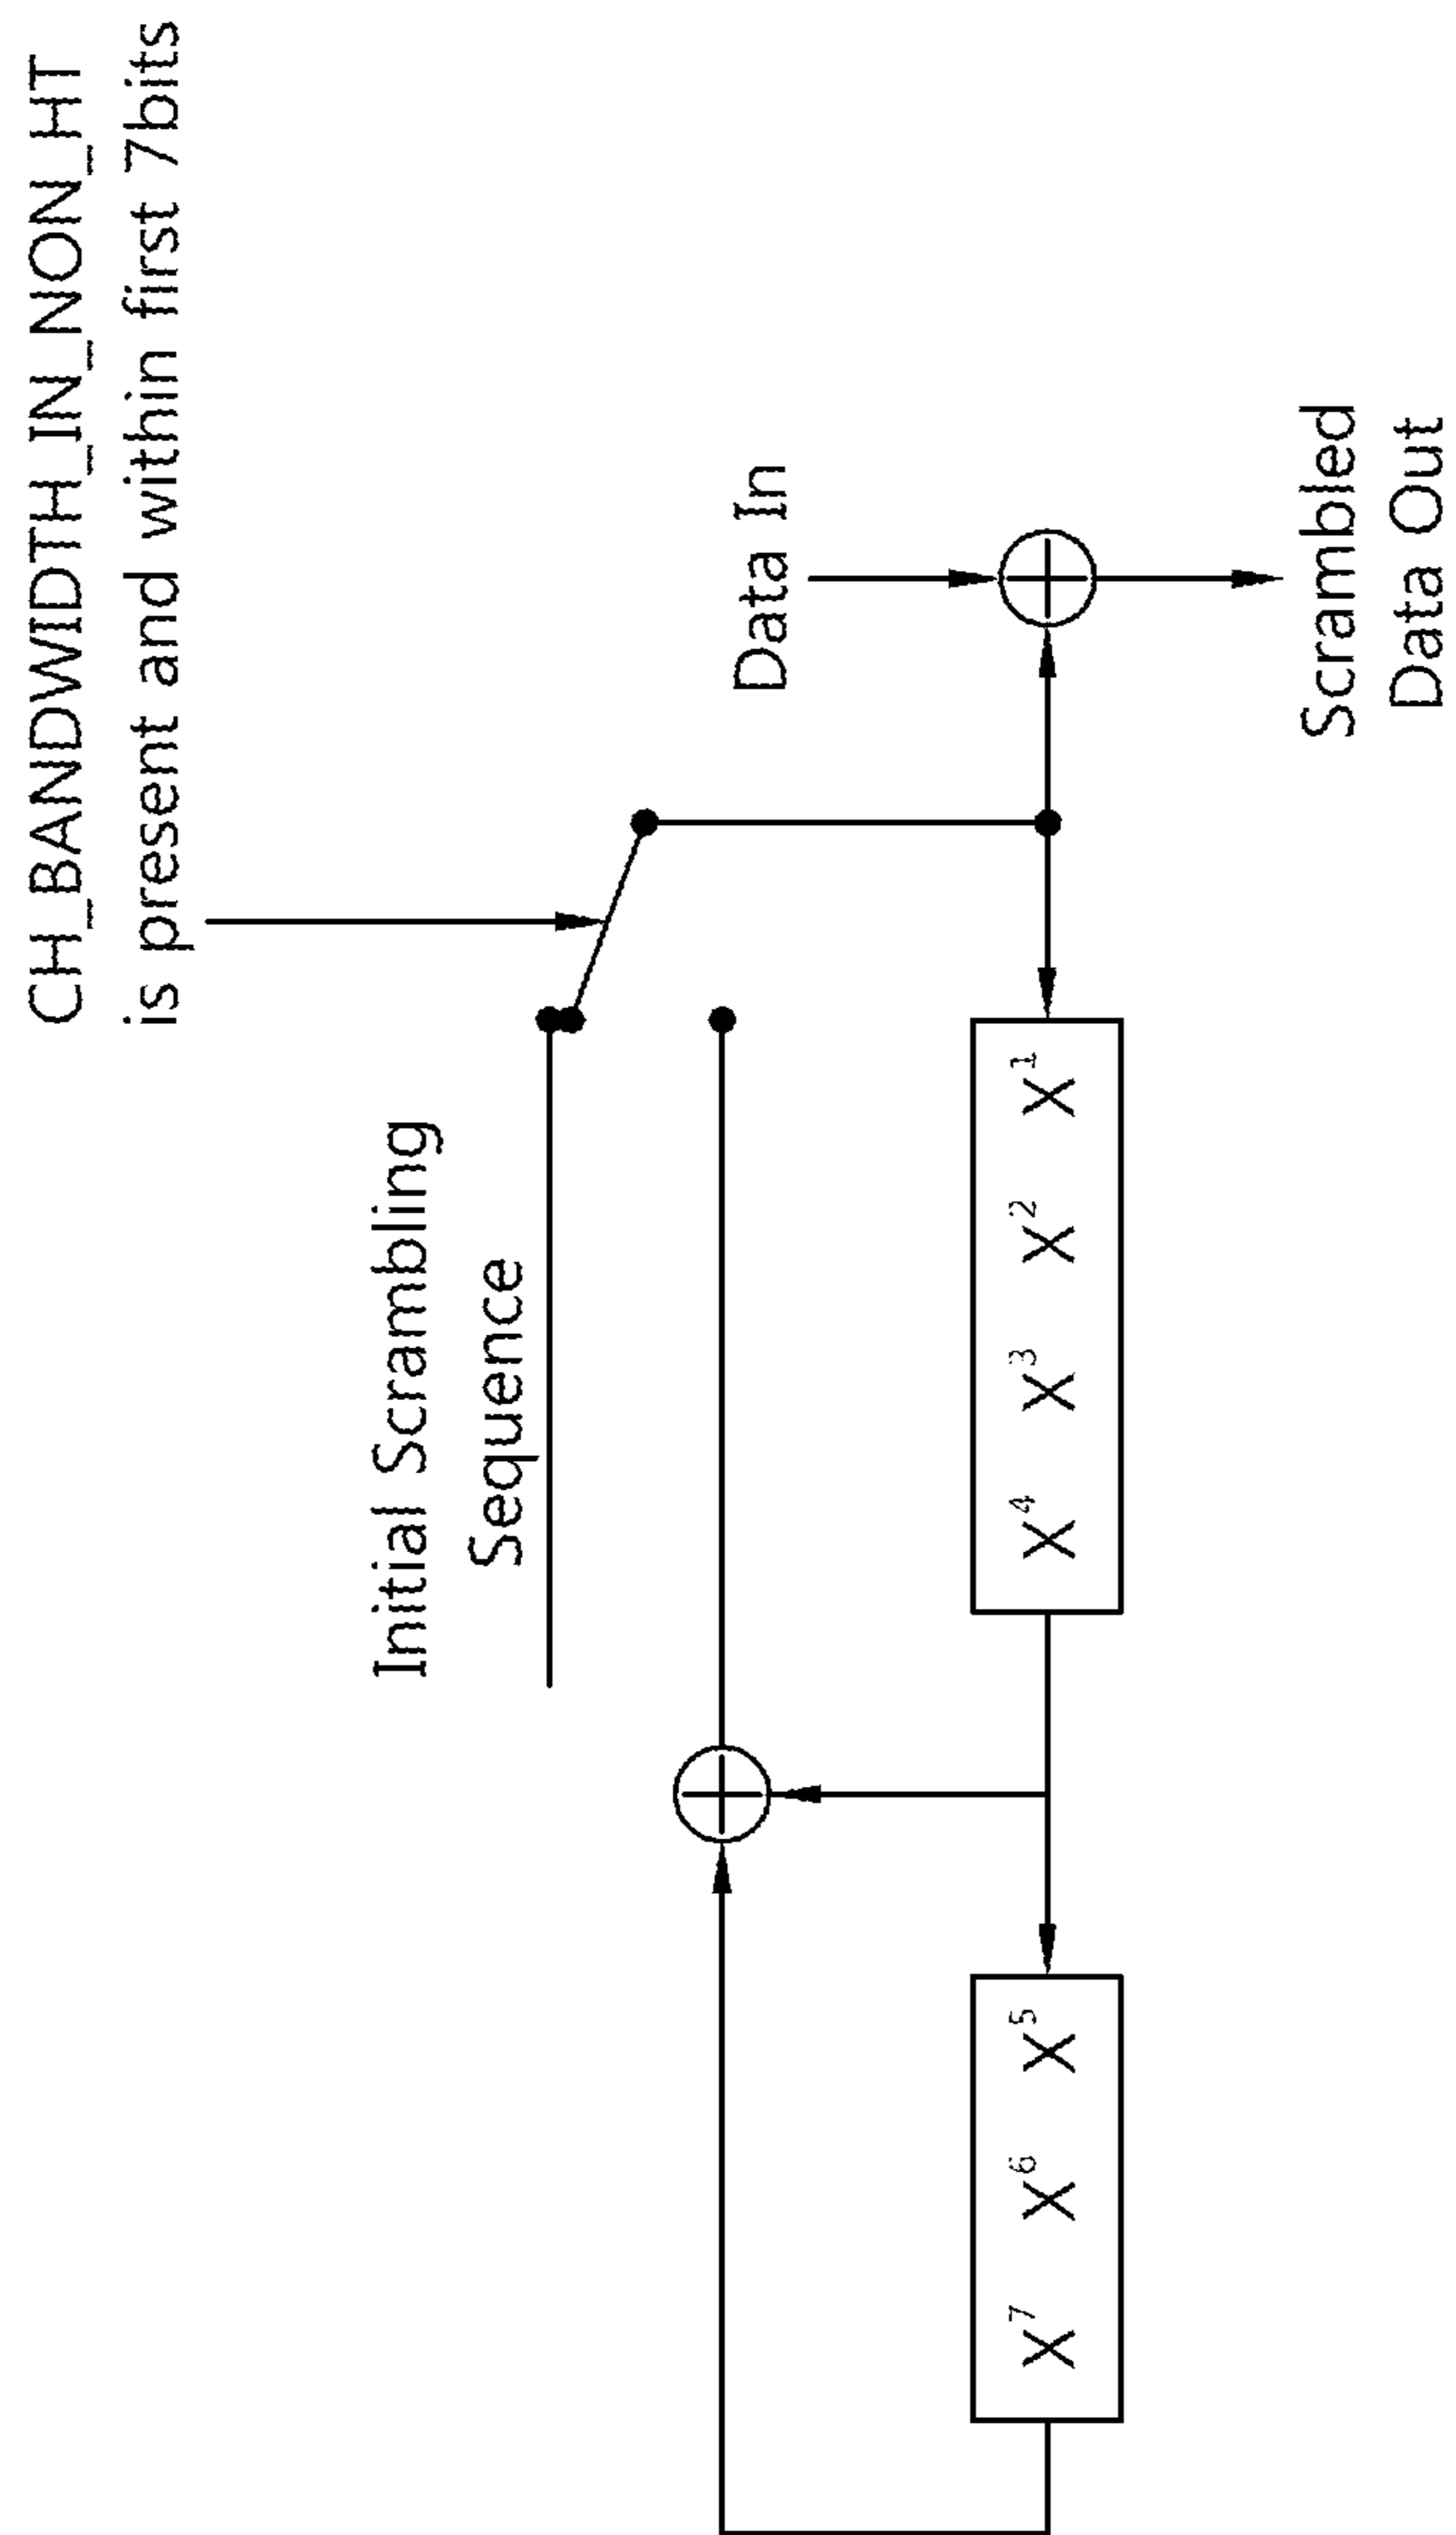 CH_BANDWIDTH_IN_NON_HT
is present and within first 7bits
Initial Scrambling
Sequence
Data In
X⁷ X⁶ X⁵
X⁴ X³ X² X¹
Scrambled
Data Out